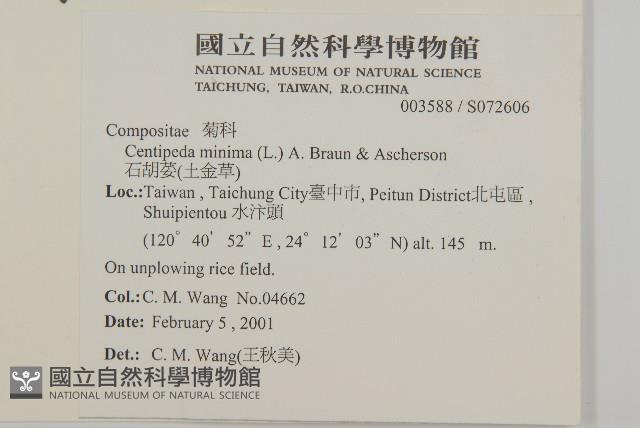 國立自然科學博物館
NATIONAL MUSEUM OF NATURAL SCIENCE
TAICHUNG, TAIWAN, R.O.CHINA
003588 / S072606
Compositae 菊科
Centipeda minima (L.) A. Braun & Ascherson
石胡荽(土金草)
Loc.:Taiwan , Taichung City臺中市, Peitun District北屯區 ,
Shuipientou 水汴頭
(120° 40' 52" E , 24° 12' 03" N) alt. 145 m.
On unplowing rice field.
Col.: C. M. Wang No.04662
Date: February 5 , 2001
Det.: C. M. Wang(王秋美)
國立自然科學博物館
NATIONAL MUSEUM OF NATURAL SCIENCE